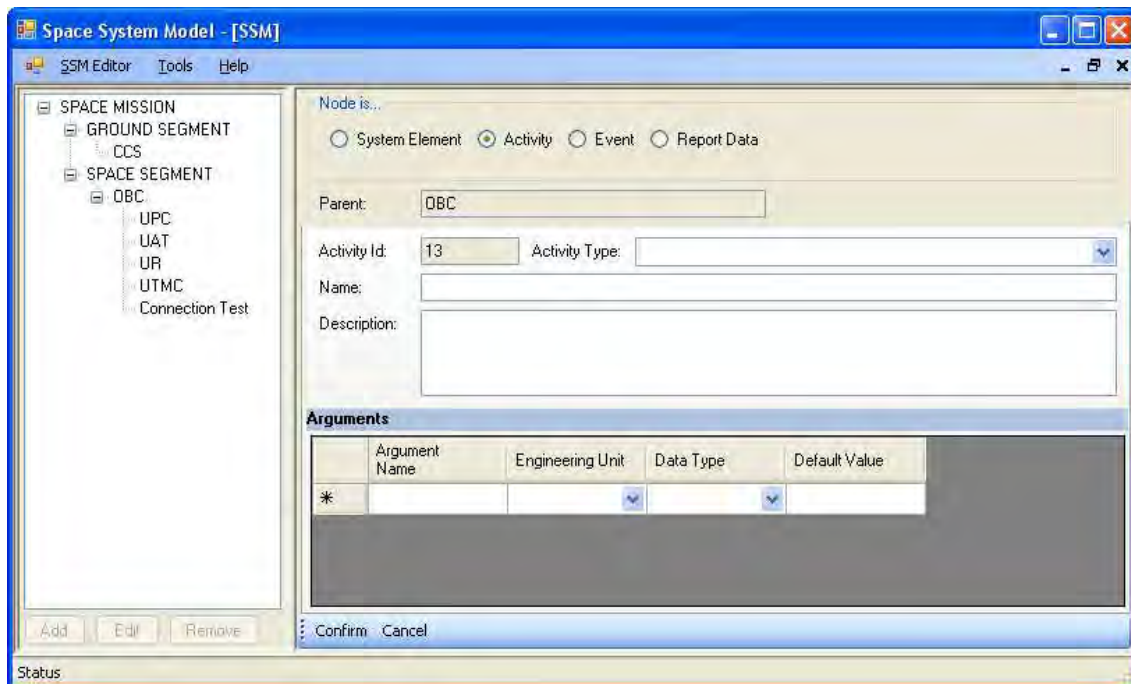 Space System Model - [SSM]
SSM Editor Tools Help
SPACE MISSION
GROUND SEGMENT
CCS
SPACE SEGMENT
OBC
UPC
UAT
UR
UTMC
Connection Test
Add Edit Remove
Node is...
System Element Activity Event Report Data
Parent: OBC
Activity Id: 13 Activity Type:
Name:
Description:
Arguments
Argument Name Engineering Unit Data Type Default Value
Confirm Cancel
Status